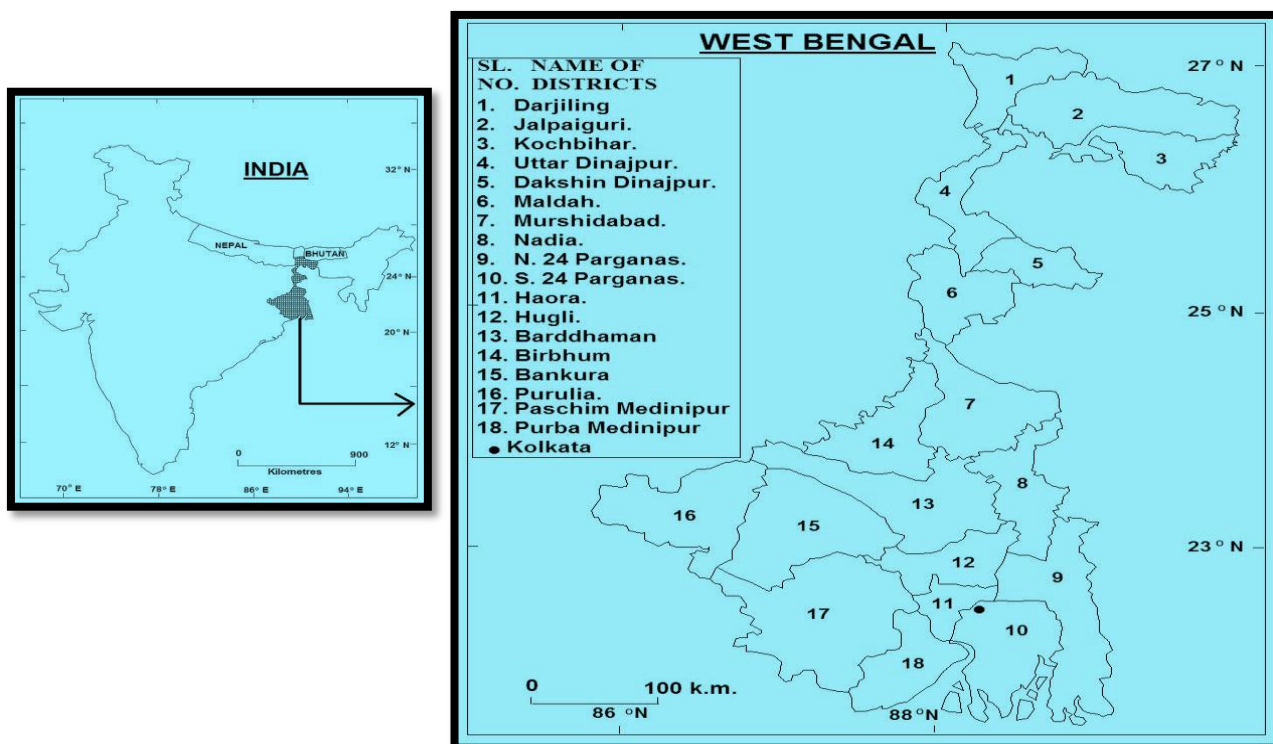 INDIA
32° N
NEPAL
BHUTAN
24° N
20° N
12° N
0 900
Kilometres
70° E 78° E 86° E 94° E
WEST BENGAL
SL. NAME OF
NO. DISTRICTS
1. Darjiling
2. Jalpaiguri.
3. Kochbihar.
4. Uttar Dinajpur.
5. Dakshin Dinajpur.
6. Maldah.
7. Murshidabad.
8. Nadia.
9. N. 24 Parganas.
10. S. 24 Parganas.
11. Haora.
12. Hugli.
13. Barddhaman
14. Birbhum
15. Bankura
16. Purulia.
17. Paschim Medinipur
18. Purba Medinipur
● Kolkata
27° N
1
2
3
4
5
6
25° N
7
14
8
13
16
15
23° N
12
9
11
17
10
18
0 100 k.m.
86 °N 88°N